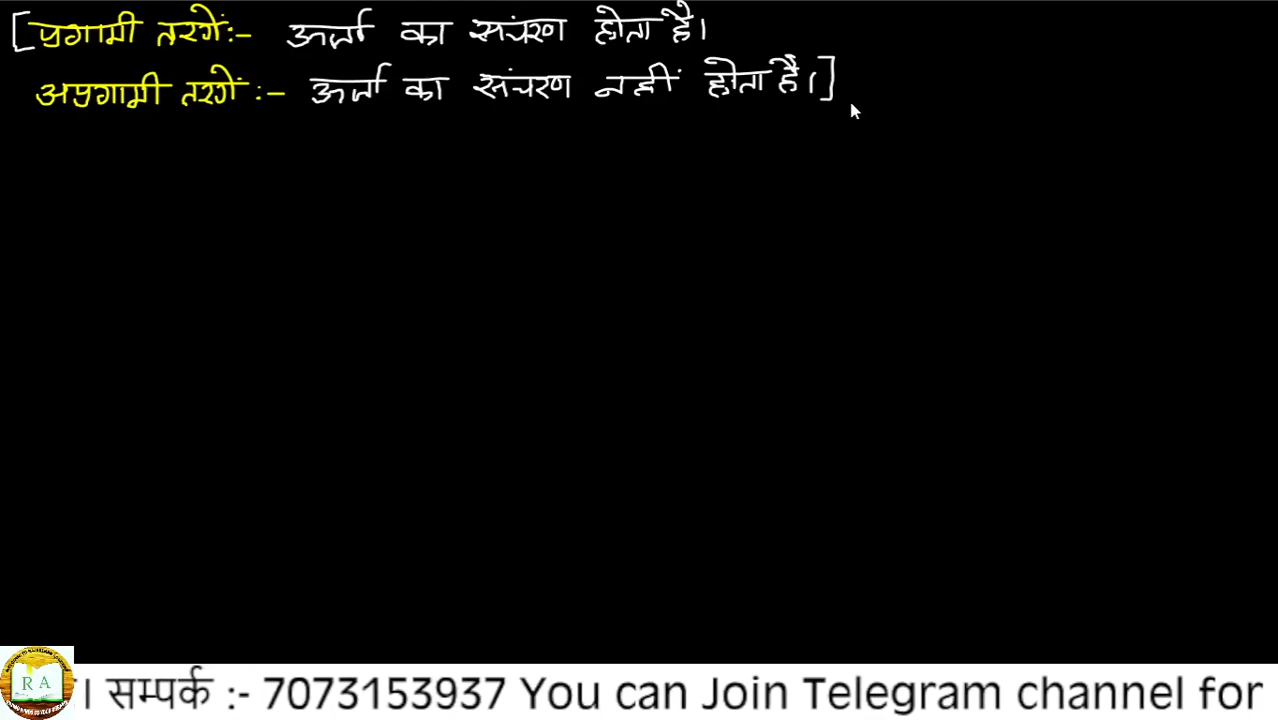 [प्रगामी तरंगें:- ऊर्जा का संचरण होता है।
अप्रगामी तरंगें:- ऊर्जा का संचरण नहीं होता है।]
। सम्पर्क :- 7073153937 You can Join Telegram channel for
R A